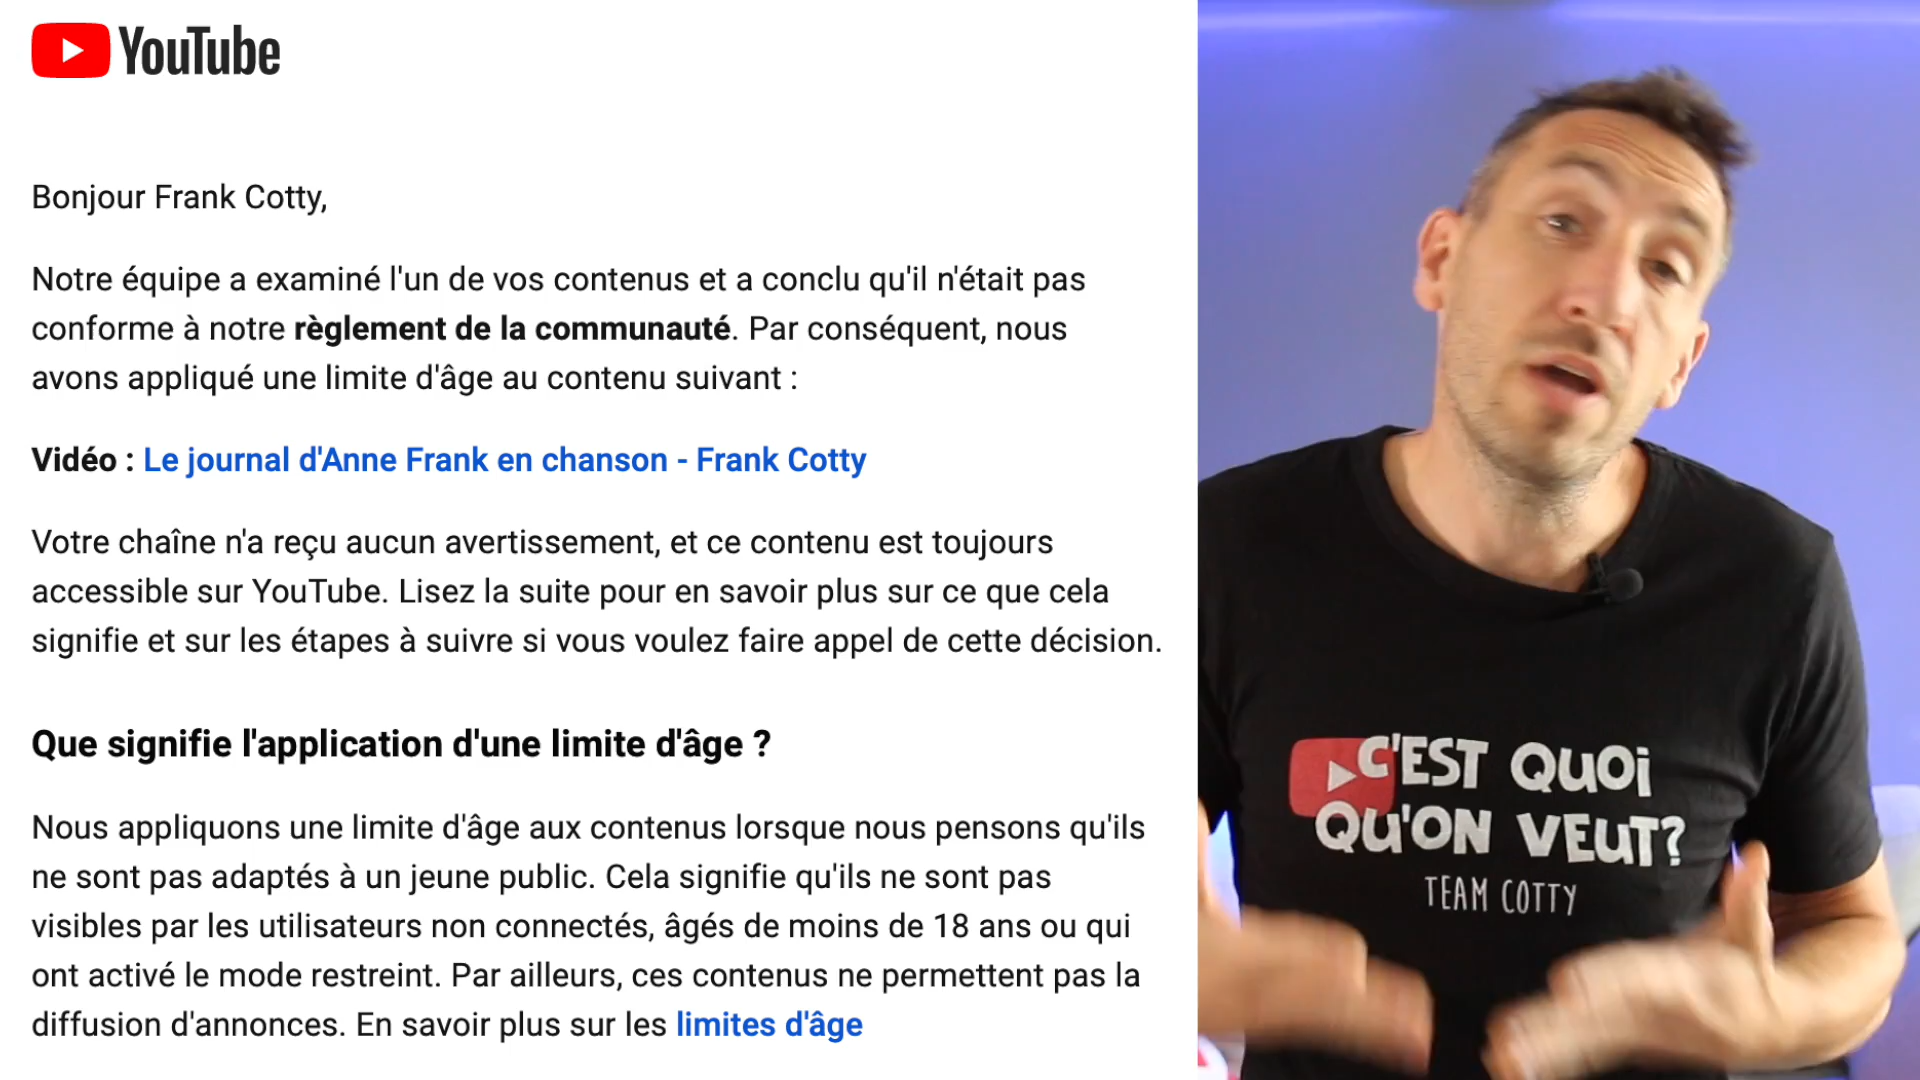 YouTube
Bonjour Frank Cotty,
Notre équipe a examiné l'un de vos contenus et a conclu qu'il n'était pas
conforme à notre règlement de la communauté. Par conséquent, nous
avons appliqué une limite d'âge au contenu suivant :
Vidéo : Le journal d'Anne Frank en chanson - Frank Cotty
Votre chaîne n'a reçu aucun avertissement, et ce contenu est toujours
accessible sur YouTube. Lisez la suite pour en savoir plus sur ce que cela
signifie et sur les étapes à suivre si vous voulez faire appel de cette décision.
Que signifie l'application d'une limite d'âge ?
Nous appliquons une limite d'âge aux contenus lorsque nous pensons qu'ils
ne sont pas adaptés à un jeune public. Cela signifie qu'ils ne sont pas
visibles par les utilisateurs non connectés, âgés de moins de 18 ans ou qui
ont activé le mode restreint. Par ailleurs, ces contenus ne permettent pas la
diffusion d'annonces. En savoir plus sur les limites d'âge
C'EST QUOI
QU'ON VEUT?
TEAM COTTY